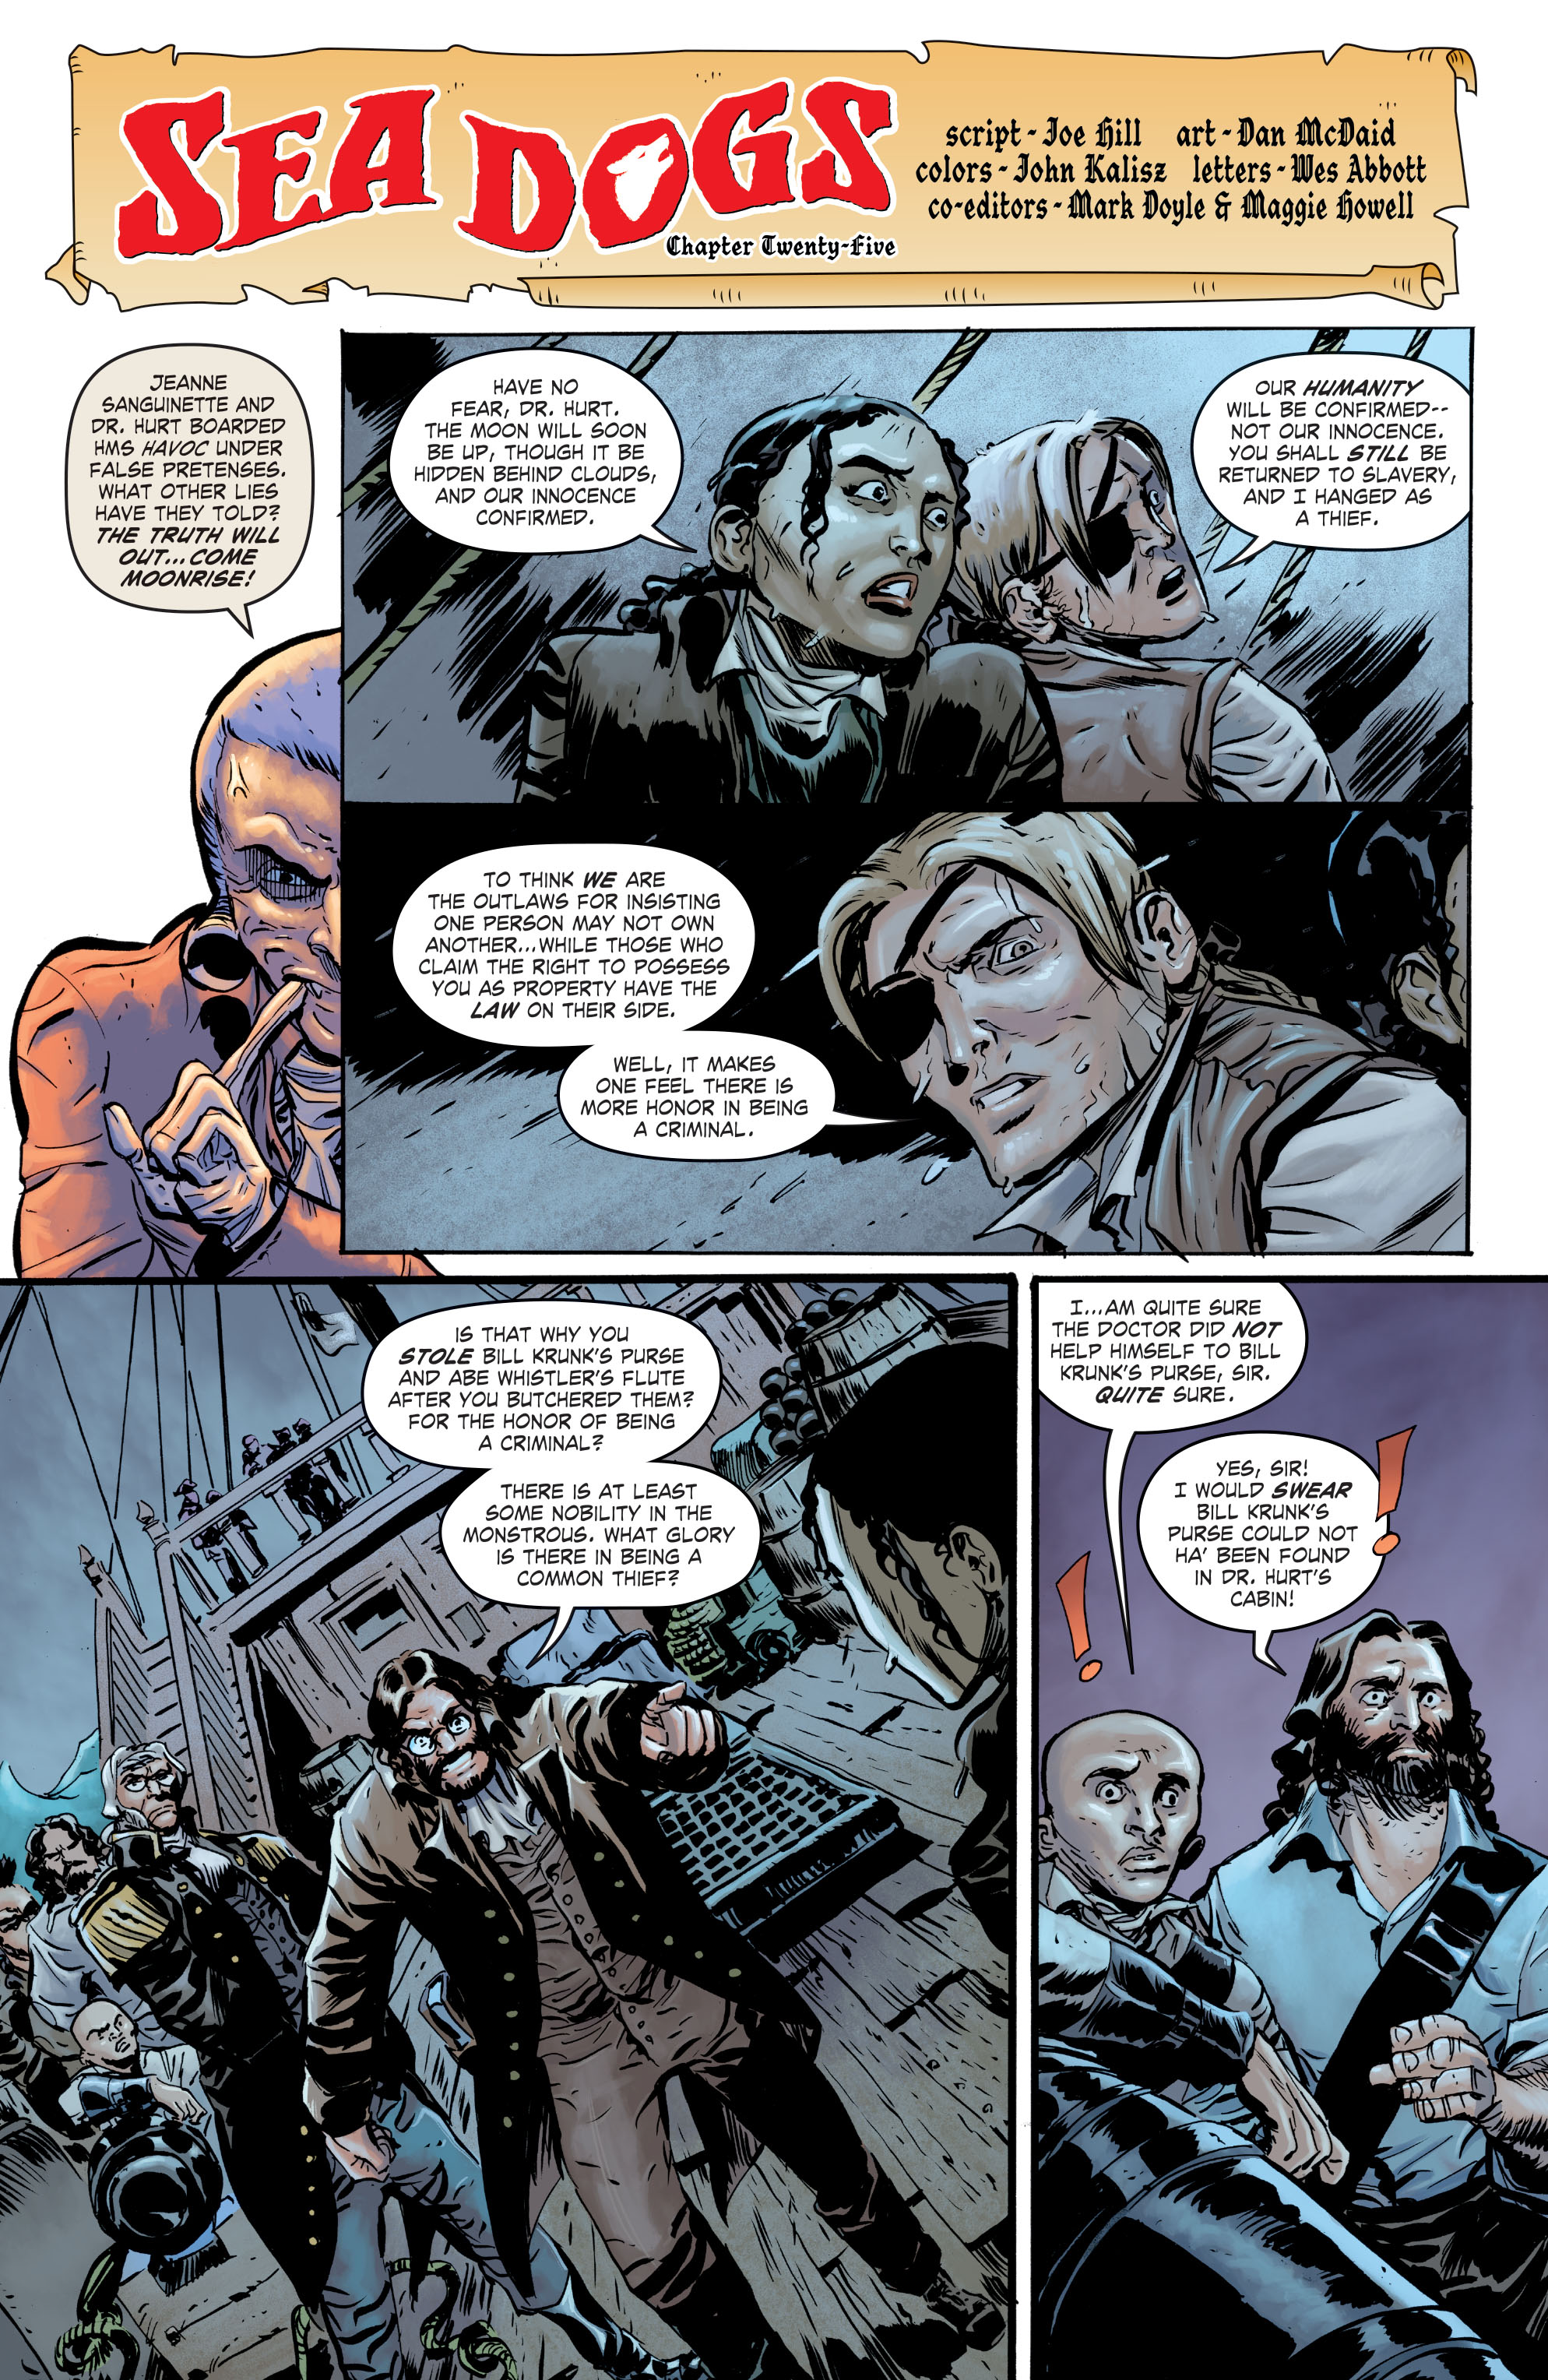 SEA DOGS
Chapter Twenty-Five
script - Joe Hill art - Dan McDaid
colors - John Kalisz letters - Wes Abbott
co-editors - Mark Doyle & Maggie Howell
JEANNE
SANGUINETTE AND
DR. HURT BOARDED
HMS HAVOC UNDER
FALSE PRETENSES.
WHAT OTHER LIES
HAVE THEY TOLD?
THE TRUTH WILL
OUT...COME
MOONRISE!
HAVE NO
FEAR, DR. HURT.
THE MOON WILL SOON
BE UP, THOUGH IT BE
HIDDEN BEHIND CLOUDS,
AND OUR INNOCENCE
CONFIRMED.
OUR HUMANITY
WILL BE CONFIRMED--
NOT OUR INNOCENCE.
YOU SHALL STILL BE
RETURNED TO SLAVERY,
AND I HANGED AS
A THIEF.
TO THINK WE ARE
THE OUTLAWS FOR INSISTING
ONE PERSON MAY NOT OWN
ANOTHER...WHILE THOSE WHO
CLAIM THE RIGHT TO POSSESS
YOU AS PROPERTY HAVE THE
LAW ON THEIR SIDE.
WELL, IT MAKES
ONE FEEL THERE IS
MORE HONOR IN BEING
A CRIMINAL.
IS THAT WHY YOU
STOLE BILL KRUNK'S PURSE
AND ABE WHISTLER'S FLUTE
AFTER YOU BUTCHERED THEM?
FOR THE HONOR OF BEING
A CRIMINAL?
THERE IS AT LEAST
SOME NOBILITY IN THE
MONSTROUS. WHAT GLORY
IS THERE IN BEING A
COMMON THIEF?
I...AM QUITE SURE
THE DOCTOR DID NOT
HELP HIMSELF TO BILL
KRUNK'S PURSE, SIR.
QUITE SURE.
YES, SIR!
I WOULD SWEAR
BILL KRUNK'S
PURSE COULD NOT
HA' BEEN FOUND
IN DR. HURT'S
CABIN!
!
!